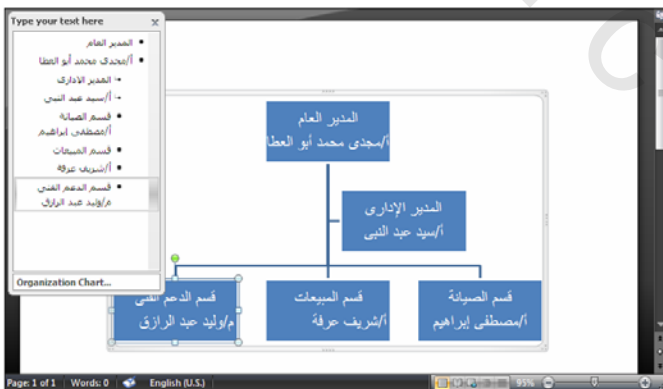 Type your text here x
المدير العام
أ/مجدى محمد أبو العطا
المدير الادارى
أ/سيد عبد النبى
قسم الصيانة
أ/مصطفى إبراهيم
قسم المبيعات
أ/شريف عرفة
قسم الدعم الفنى
م/وليد عبد الرازق
Organization Chart...
المدير العام
أ/مجدى محمد أبو العطا
المدير الإدارى
أ/سيد عبد النبى
قسم الصيانة
أ/مصطفى إبراهيم
قسم المبيعات
أ/شريف عرفة
قسم الدعم الفنى
م/وليد عبد الرازق
Page: 1 of 1 Words: 0 English (U.S.) 95%